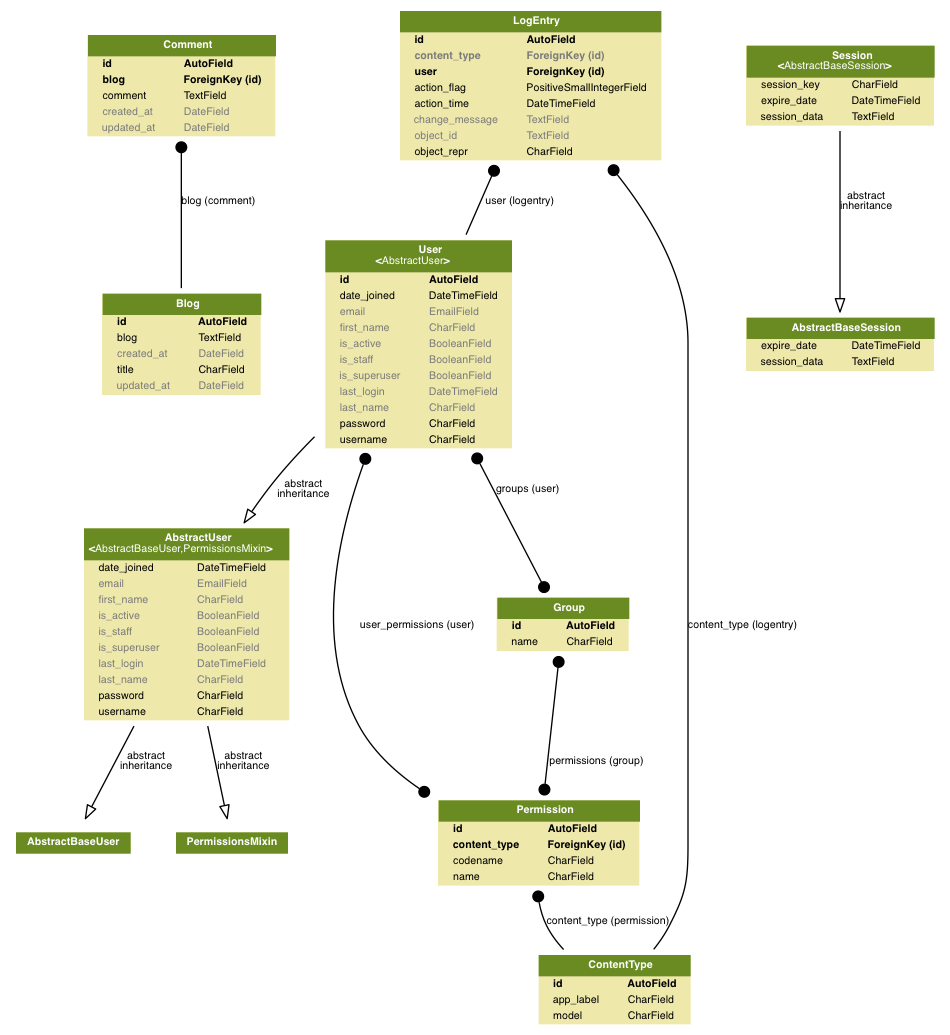 LogEntry
id AutoField
content_type ForeignKey (id)
user ForeignKey (id)
action_flag PositiveSmallIntegerField
action_time DateTimeField
change_message TextField
object_id TextField
object_repr CharField
Comment
id AutoField
blog ForeignKey (id)
comment TextField
created_at DateField
updated_at DateField
Session
<AbstractBaseSession>
session_key CharField
expire_date DateTimeField
session_data TextField
blog (comment)
user (logentry)
abstract
inheritance
User
<AbstractUser>
id AutoField
date_joined DateTimeField
email EmailField
first_name CharField
is_active BooleanField
is_staff BooleanField
is_superuser BooleanField
last_login DateTimeField
last_name CharField
password CharField
username CharField
Blog
id AutoField
blog TextField
created_at DateField
title CharField
updated_at DateField
AbstractBaseSession
expire_date DateTimeField
session_data TextField
abstract
inheritance
groups (user)
AbstractUser
<AbstractBaseUser,PermissionsMixin>
date_joined DateTimeField
email EmailField
first_name CharField
is_active BooleanField
is_staff BooleanField
is_superuser BooleanField
last_login DateTimeField
last_name CharField
password CharField
username CharField
user_permissions (user)
Group
id AutoField
name CharField
content_type (logentry)
abstract
inheritance
abstract
inheritance
permissions (group)
AbstractBaseUser
PermissionsMixin
Permission
id AutoField
content_type ForeignKey (id)
codename CharField
name CharField
content_type (permission)
ContentType
id AutoField
app_label CharField
model CharField